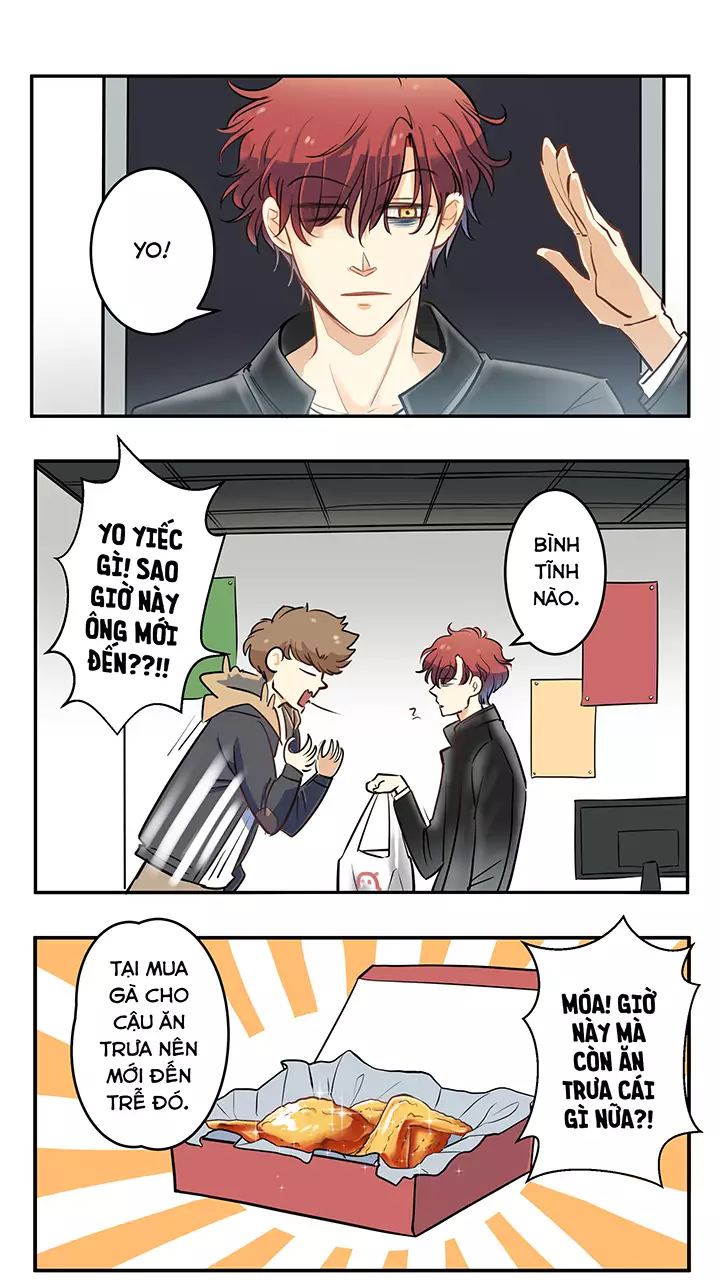 YO!
YO YIẾC
GÌ! SAO
GIỜ NÀY
ÔNG MỚI
ĐẾN??!!
BÌNH
TĨNH
NÀO.
?
TẠI MUA
GÀ CHO
CẬU ĂN
TRƯA NÊN
MỚI ĐẾN
TRỄ ĐÓ.
MÓA! GIỜ
NÀY MÀ
CÒN ĂN
TRƯA CÁI
GÌ NỮA?!